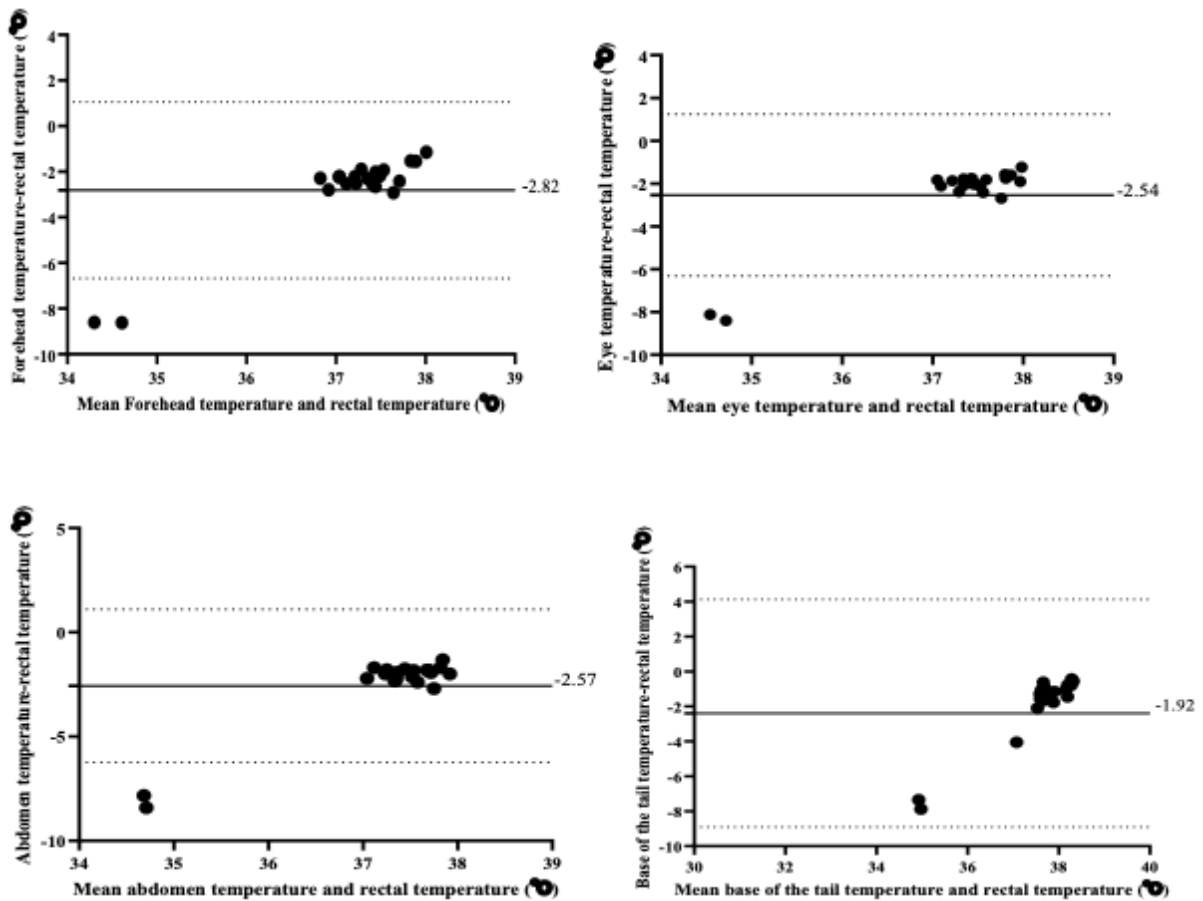 Forehead temperature-rectal temperature (°C)
4
2
0
-2
-4
-6
-8
-10
-2.82
34 35 36 37 38 39
Mean Forehead temperature and rectal temperature (°C)
Eye temperature-rectal temperature (°C)
4
2
0
-2
-4
-6
-8
-10
-2.54
34 35 36 37 38 39
Mean eye temperature and rectal temperature (°C)
Abdomen temperature-rectal temperature (°C)
5
0
-5
-10
-2.57
34 35 36 37 38 39
Mean abdomen temperature and rectal temperature (°C)
Base of the tail temperature-rectal temperature (°C)
6
4
2
0
-2
-4
-6
-8
-10
-1.92
30 32 34 36 38 40
Mean base of the tail temperature and rectal temperature (°C)